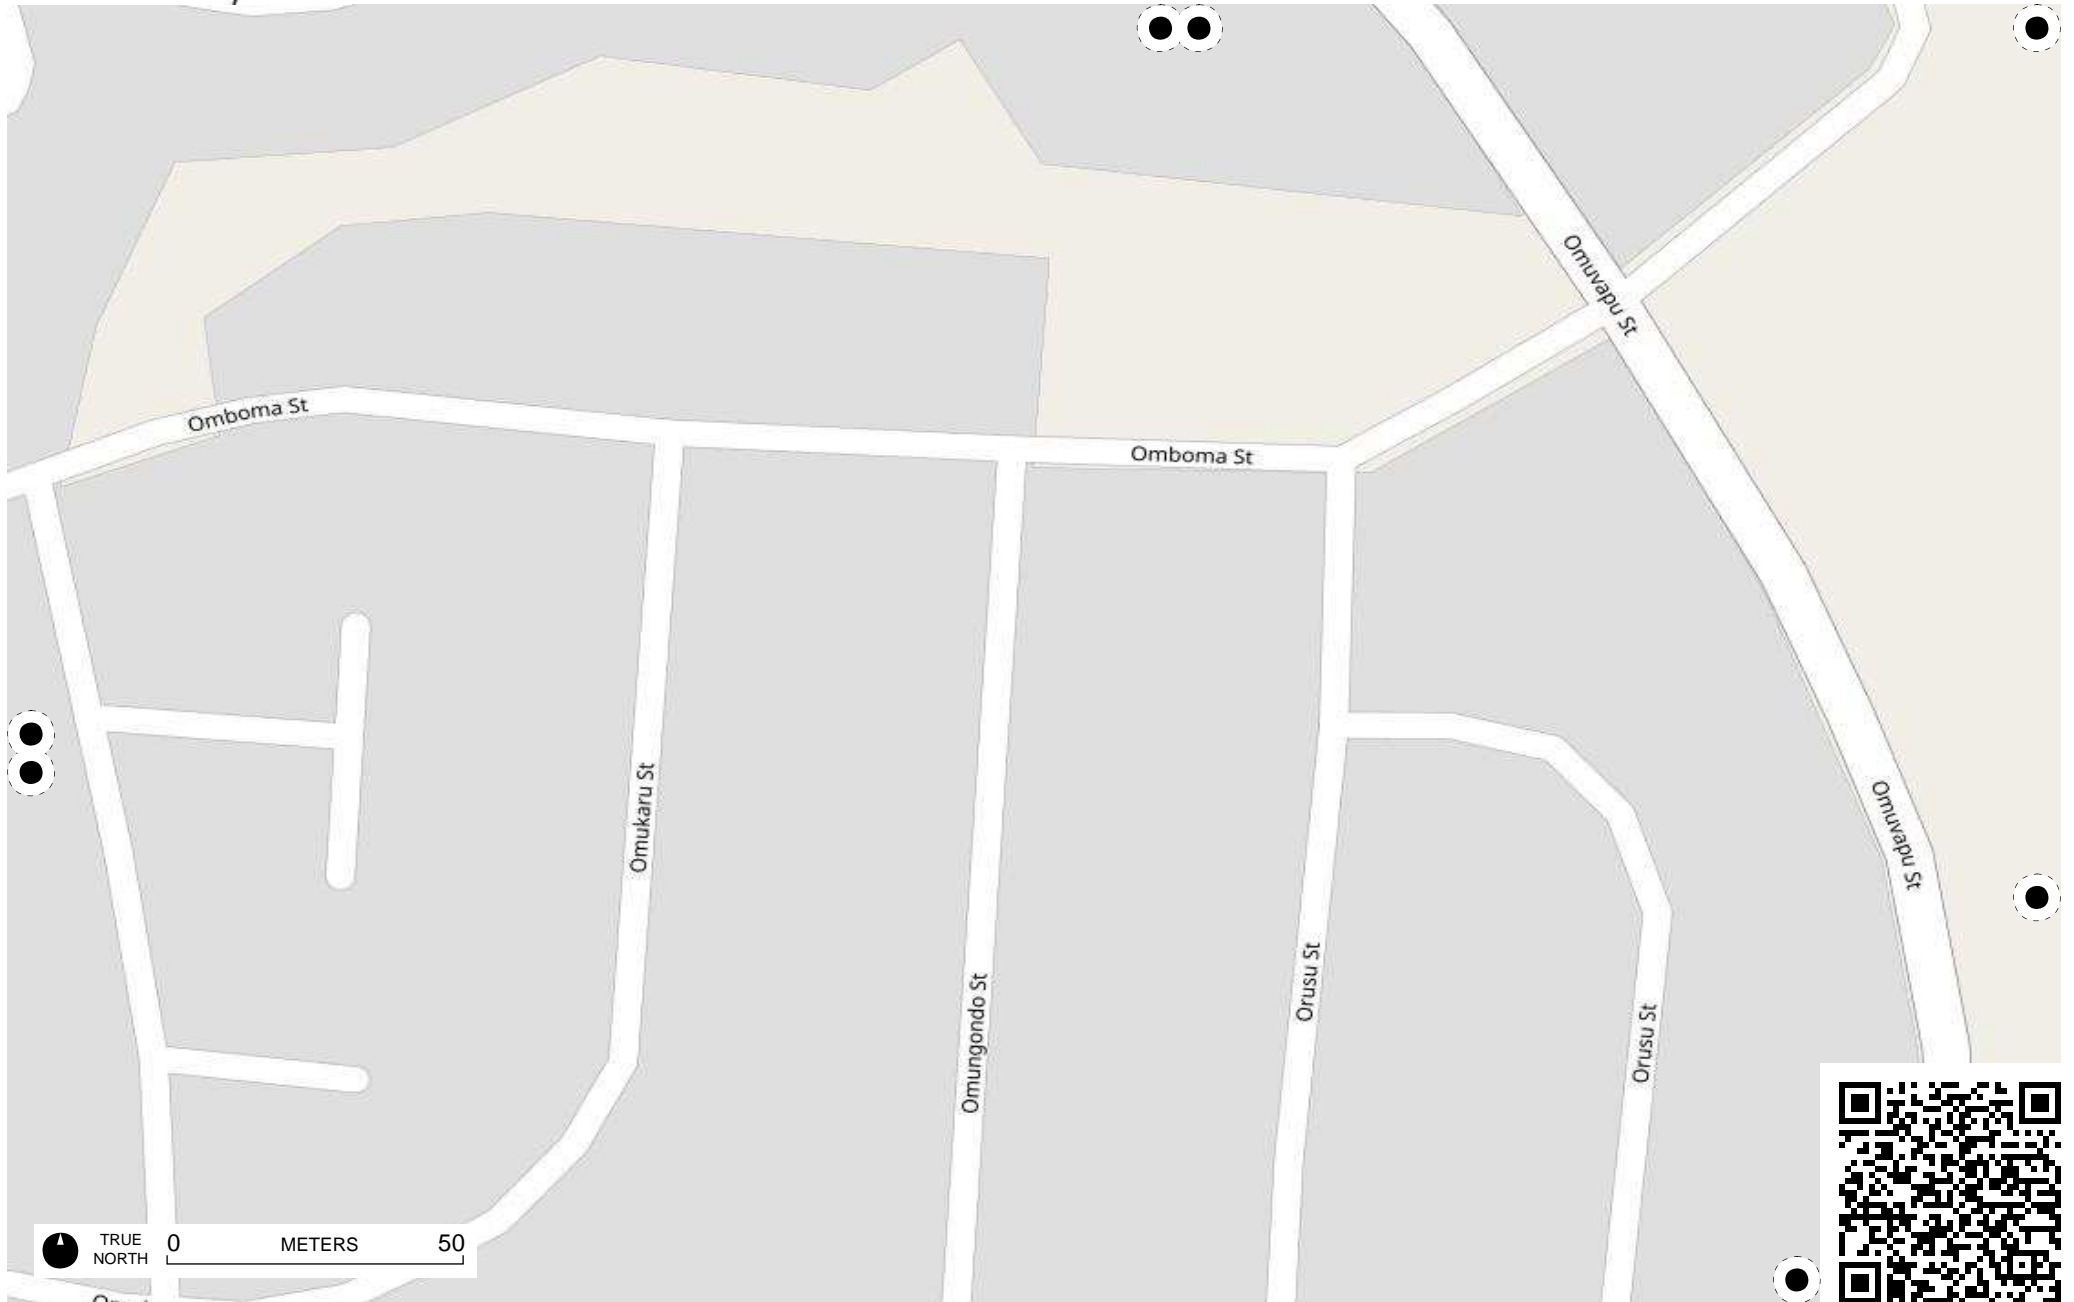 Omuvapu St
Omboma St
Omboma St
Omukaru St
Omuvapu St
Orusu St
Omungondo St
Orusu St
TRUE
NORTH
0 METERS 50